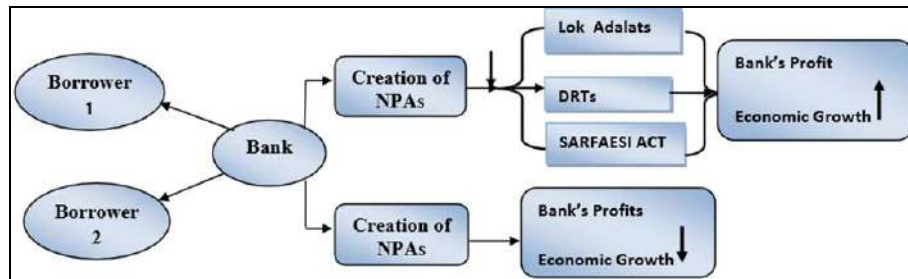 Borrower
1
Borrower
2
Bank
Creation of
NPAs
Lok Adalats
DRTs
SARFAESI ACT
Bank's Profit
Economic Growth
Creation of
NPAs
Bank's Profits
Economic Growth